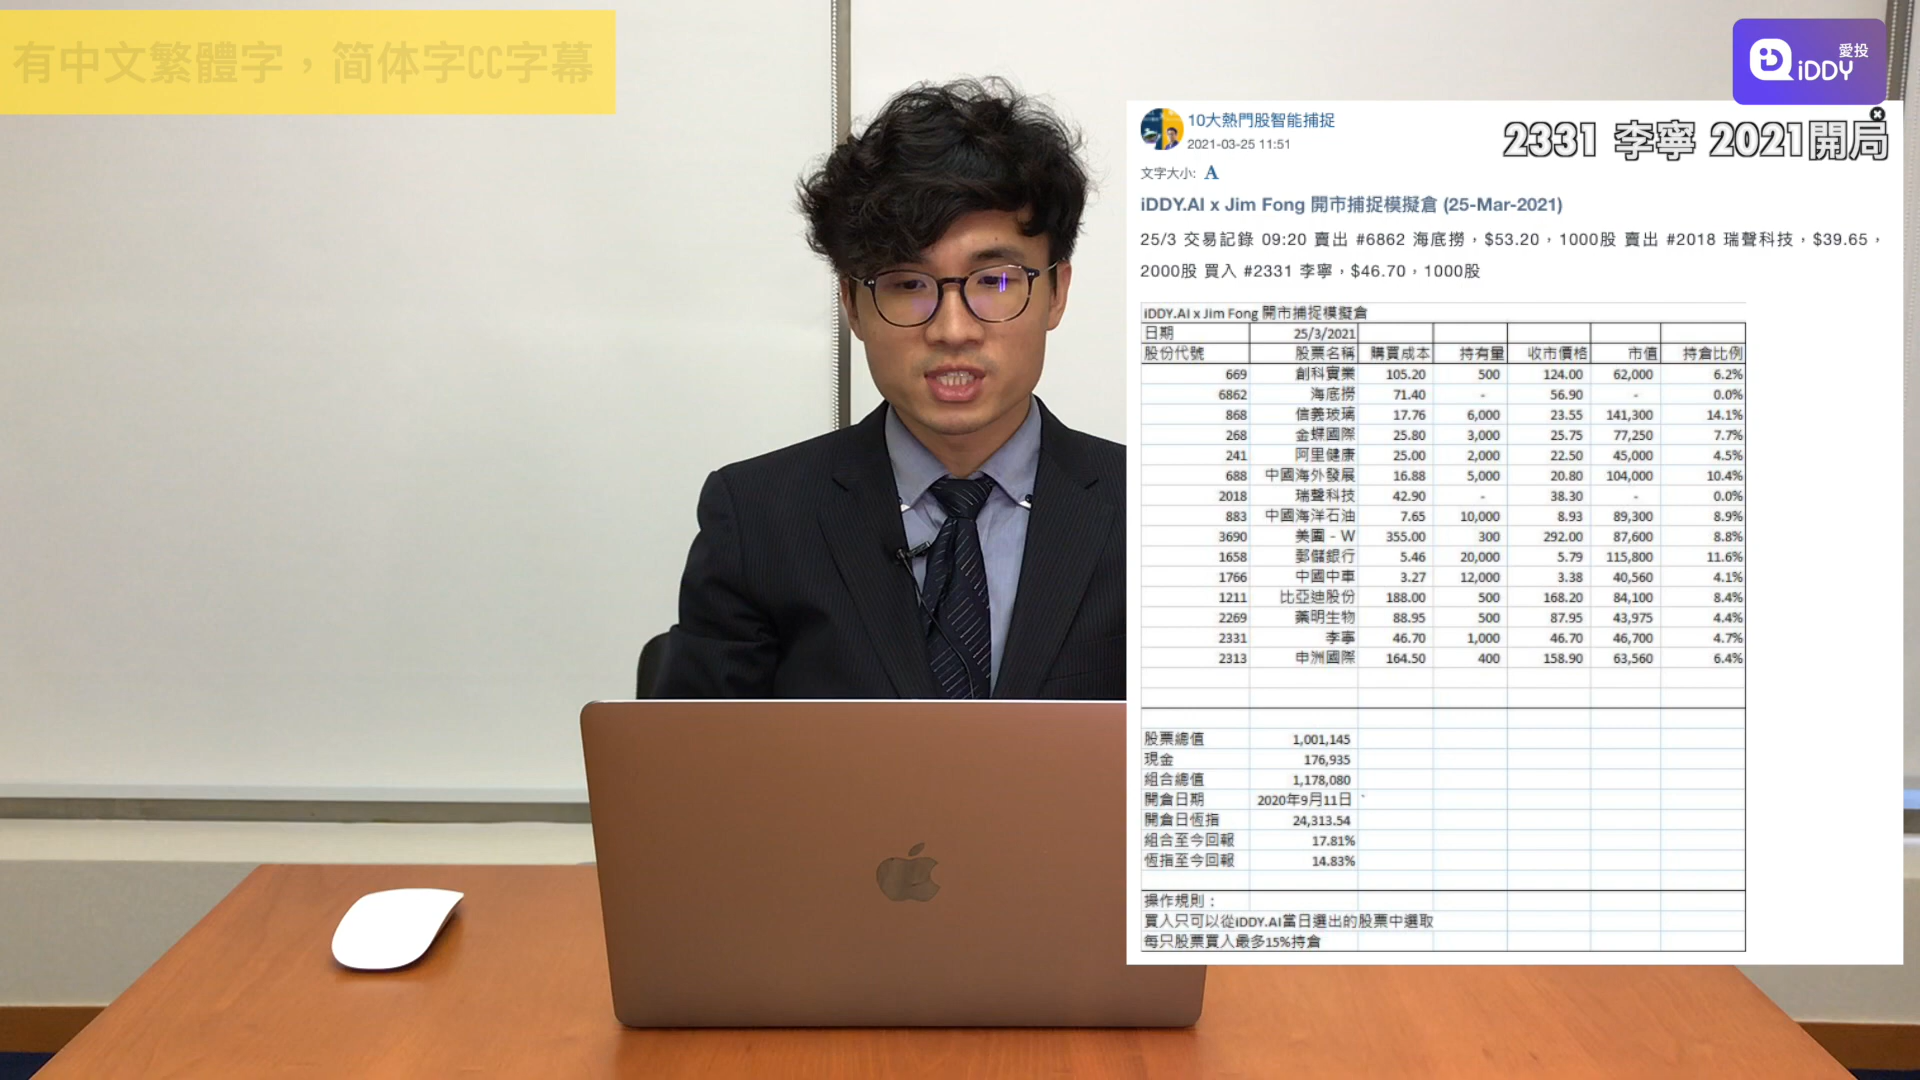 有中文繁體字，简体字CC字幕
愛投
iDDY
10大熱門股智能捕捉
2021-03-25 11:51
2331 李寧 2021開局
文字大小: A
iDDY.AI x Jim Fong 開市捕捉模擬倉 (25-Mar-2021)
25/3 交易記錄 09:20 賣出 #6862 海底撈，$53.20，1000股 賣出 #2018 瑞聲科技，$39.65，
2000股 買入 #2331 李寧，$46.70，1000股
iDDY.AI x Jim Fong 開市捕捉模擬倉
日期 25/3/2021
股份代號 股票名稱 購買成本 持有量 收市價格 市值 持倉比例
669 創科實業 105.20 500 124.00 62,000 6.2%
6862 海底撈 71.40 - 56.90 - 0.0%
868 信義玻璃 17.76 6,000 23.55 141,300 14.1%
268 金蝶國際 25.80 3,000 25.75 77,250 7.7%
241 阿里健康 25.00 2,000 22.50 45,000 4.5%
688 中國海外發展 16.88 5,000 20.80 104,000 10.4%
2018 瑞聲科技 42.90 - 38.30 - 0.0%
883 中國海洋石油 7.65 10,000 8.93 89,300 8.9%
3690 美團 - W 355.00 300 292.00 87,600 8.8%
1658 郵儲銀行 5.46 20,000 5.79 115,800 11.6%
1766 中國中車 3.27 12,000 3.38 40,560 4.1%
1211 比亞迪股份 188.00 500 168.20 84,100 8.4%
2269 藥明生物 88.95 500 87.95 43,975 4.4%
2331 李寧 46.70 1,000 46.70 46,700 4.7%
2313 申洲國際 164.50 400 158.90 63,560 6.4%
股票總值 1,001,145
現金 176,935
組合總值 1,178,080
開倉日期 2020年9月11日
開倉日恆指 24,313.54
組合至今回報 17.81%
恆指至今回報 14.83%
操作規則：
買入只可以從iDDY.AI當日選出的股票中選取
每只股票買入最多15%持倉